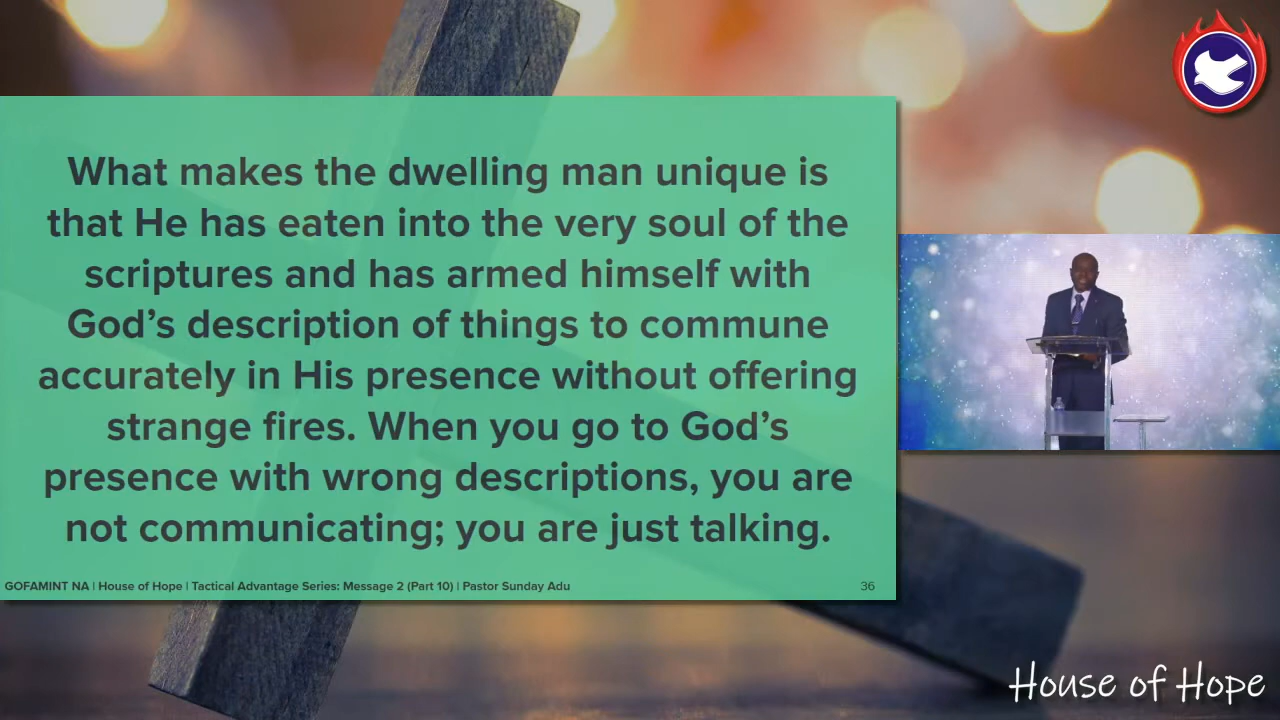 What makes the dwelling man unique is
that He has eaten into the very soul of the
scriptures and has armed himself with
God’s description of things to commune
accurately in His presence without offering
strange fires. When you go to God’s
presence with wrong descriptions, you are
not communicating; you are just talking.
GOFAMINT NA | House of Hope | Tactical Advantage Series: Message 2 (Part 10) | Pastor Sunday Adu
36
House of Hope